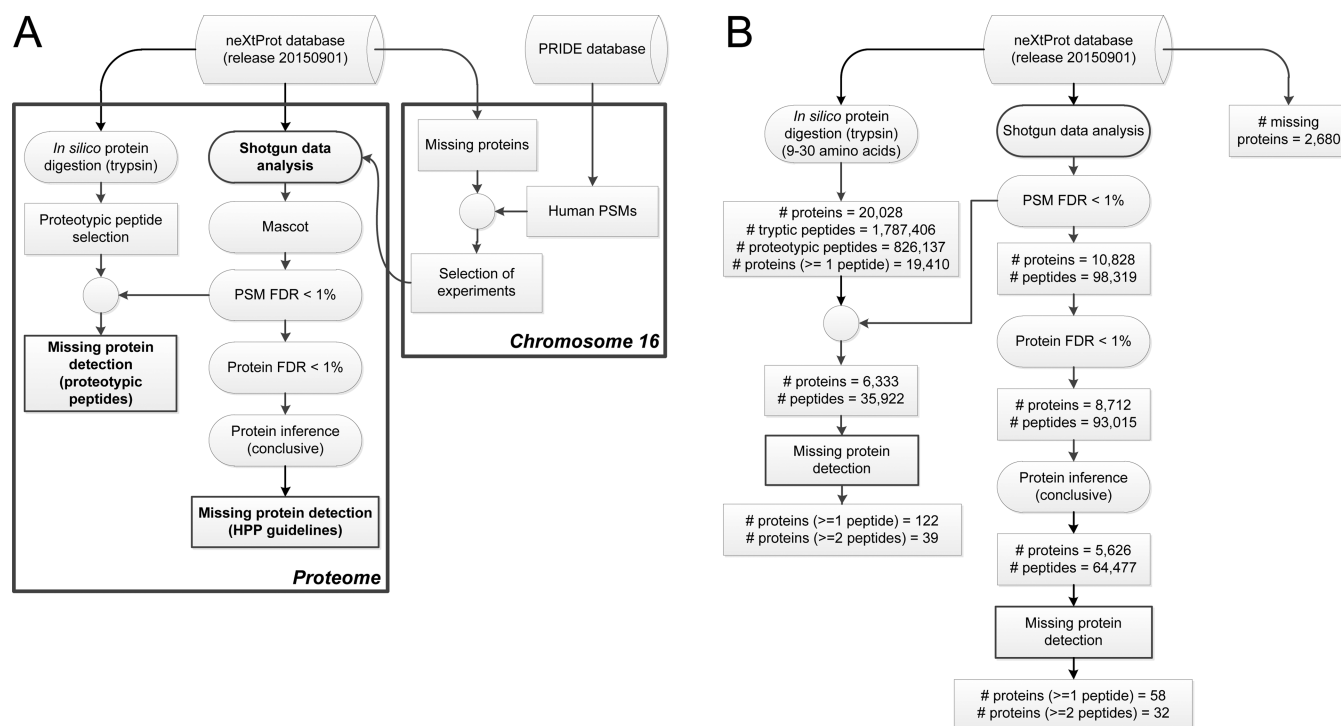 A
neXtProt database
(release 20150901)
PRIDE database
In silico protein
digestion (trypsin)
Shotgun data
analysis
Missing proteins
Proteotypic peptide
selection
Mascot
Human PSMs
Selection of
experiments
PSM FDR < 1%
Chromosome 16
Missing protein
detection
(proteotypic
peptides)
Protein FDR < 1%
Protein inference
(conclusive)
Missing protein detection
(HPP guidelines)
Proteome
B
neXtProt database
(release 20150901)
In silico protein
digestion (trypsin)
(9-30 amino acids)
Shotgun data analysis
# missing
proteins = 2,680
PSM FDR < 1%
# proteins = 20,028
# tryptic peptides = 1,787,406
# proteotypic peptides = 826,137
# proteins (>= 1 peptide) = 19,410
# proteins = 10,828
# peptides = 98,319
Protein FDR < 1%
# proteins = 6,333
# peptides = 35,922
# proteins = 8,712
# peptides = 93,015
Missing protein
detection
Protein inference
(conclusive)
# proteins (>=1 peptide) = 122
# proteins (>=2 peptides) = 39
# proteins = 5,626
# peptides = 64,477
Missing protein
detection
# proteins (>=1 peptide) = 58
# proteins (>=2 peptides) = 32